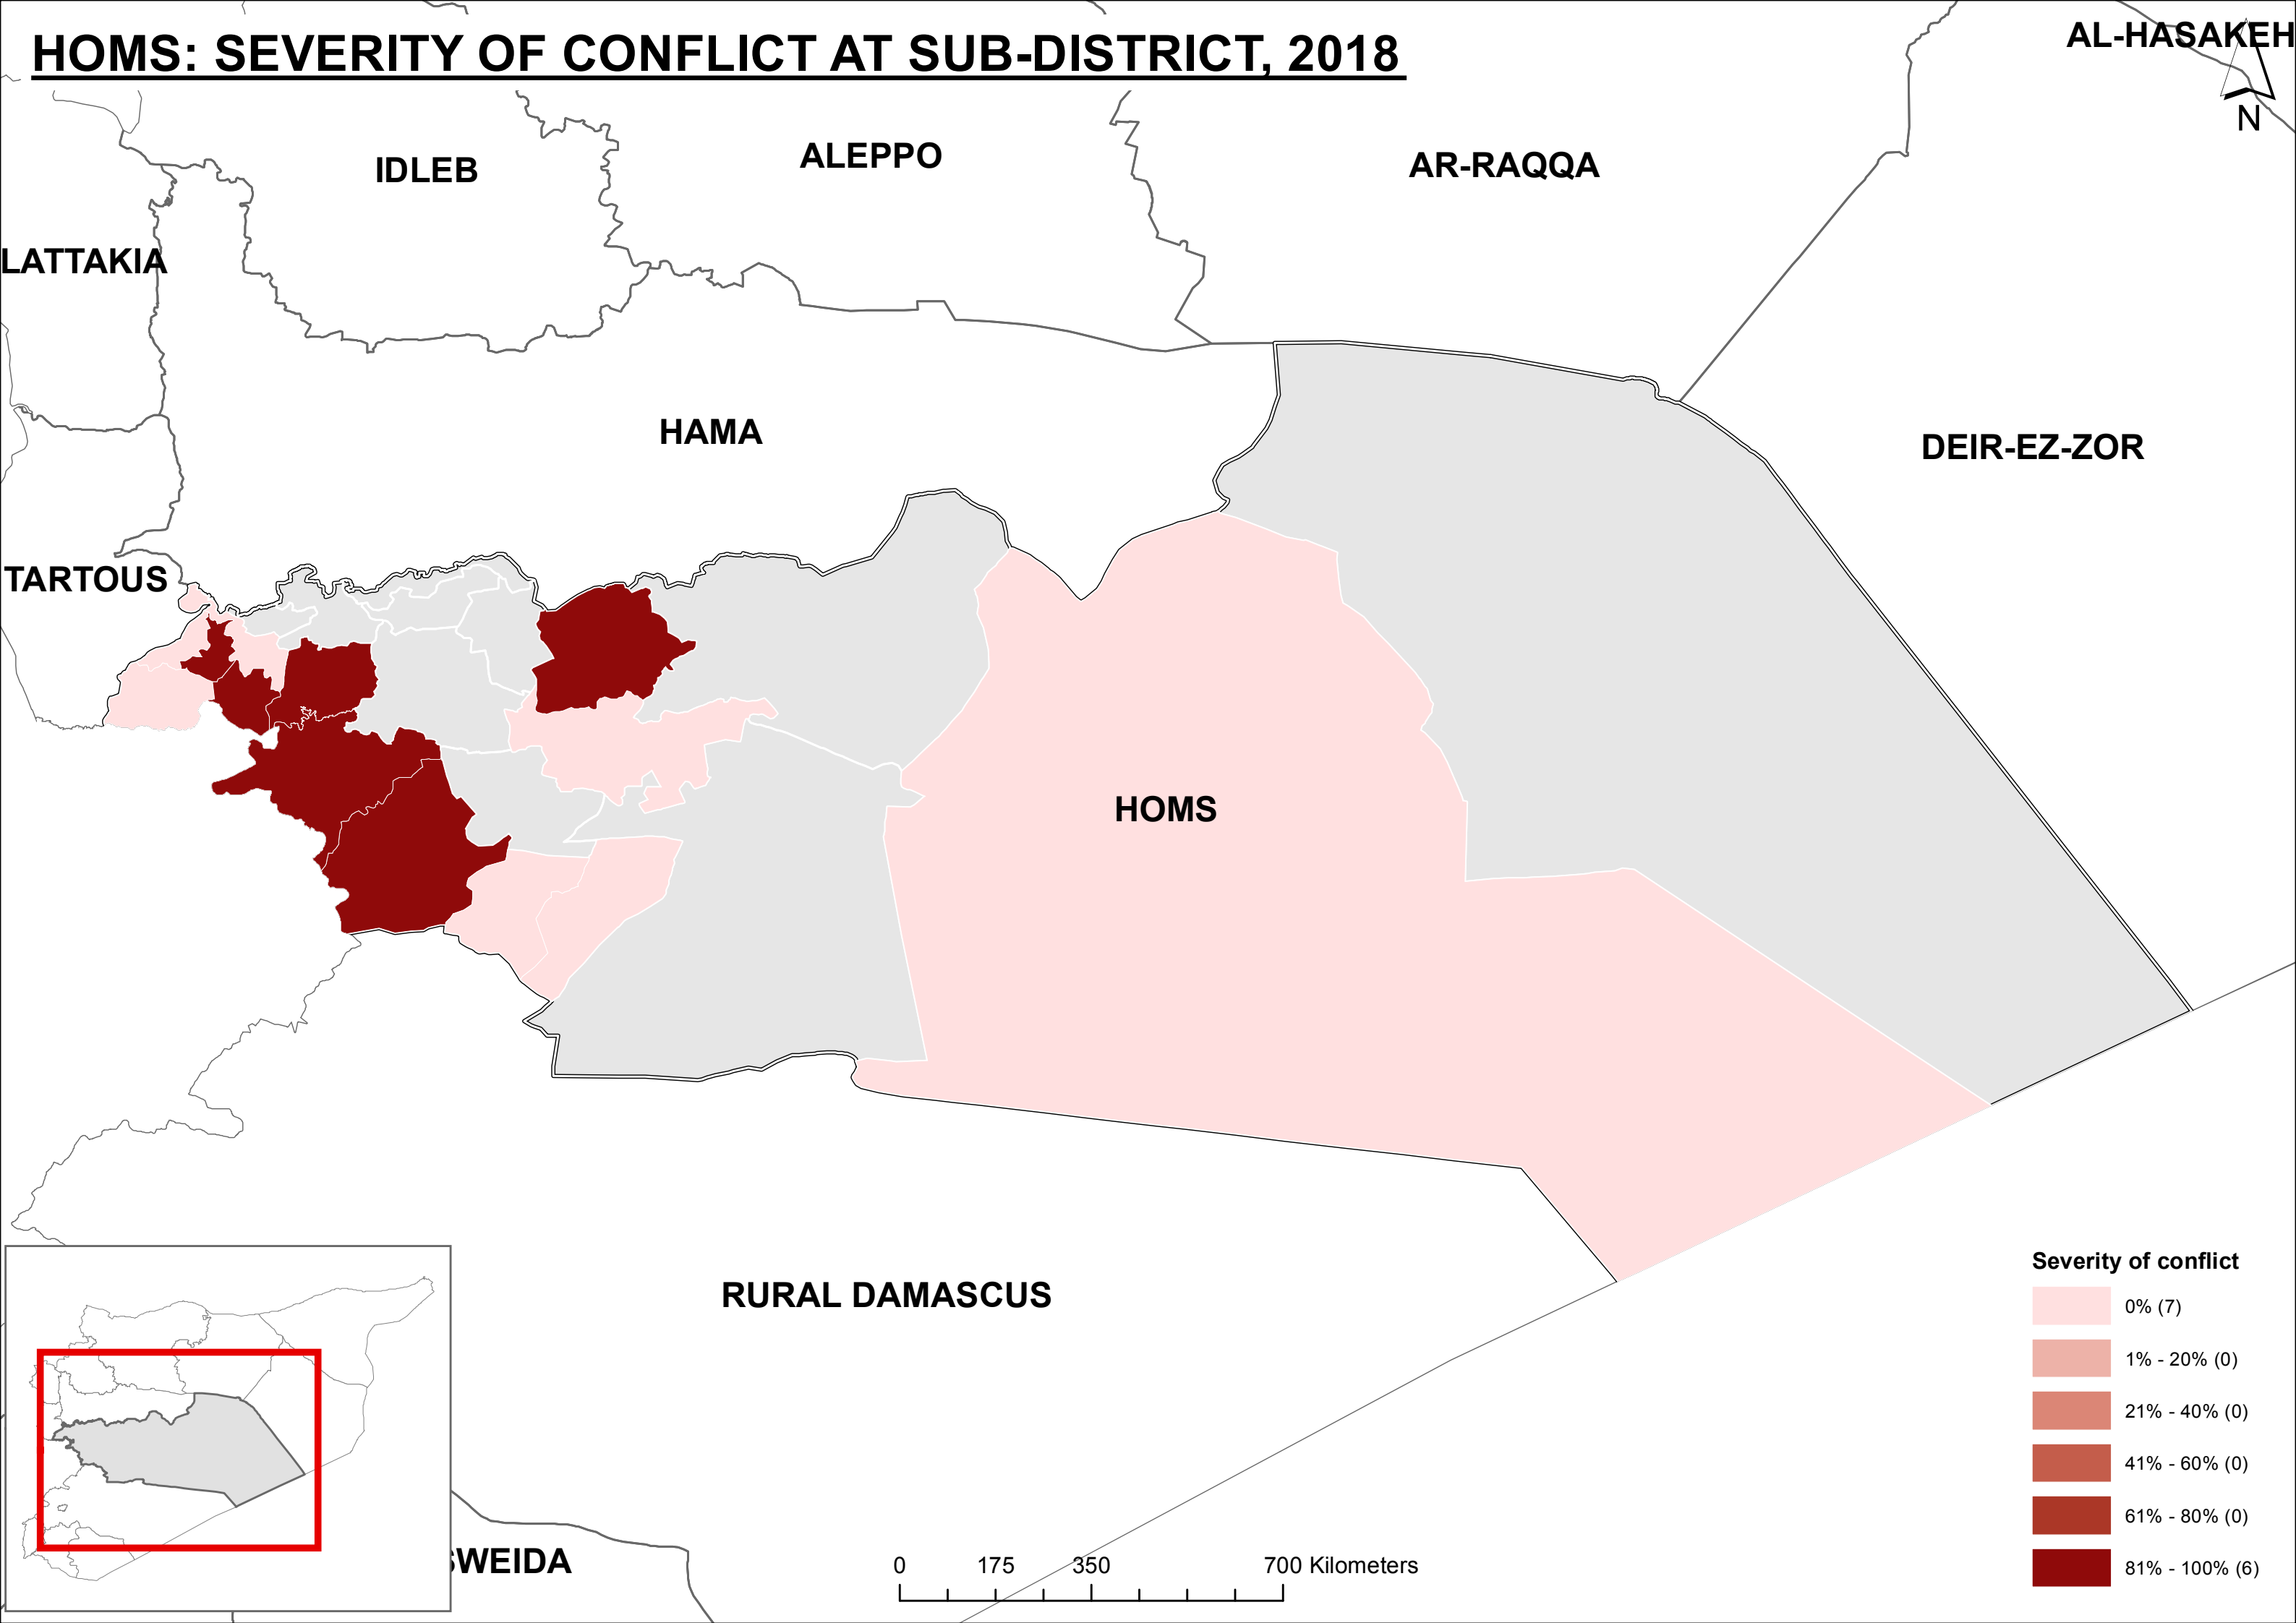 HOMS: SEVERITY OF CONFLICT AT SUB-DISTRICT, 2018
AL-HASAKEH
N
IDLEB
ALEPPO
AR-RAQQA
LATTAKIA
HAMA
DEIR-EZ-ZOR
TARTOUS
HOMS
RURAL DAMASCUS
SWEIDA
0 175 350 700 Kilometers
Severity of conflict
0% (7)
1% - 20% (0)
21% - 40% (0)
41% - 60% (0)
61% - 80% (0)
81% - 100% (6)